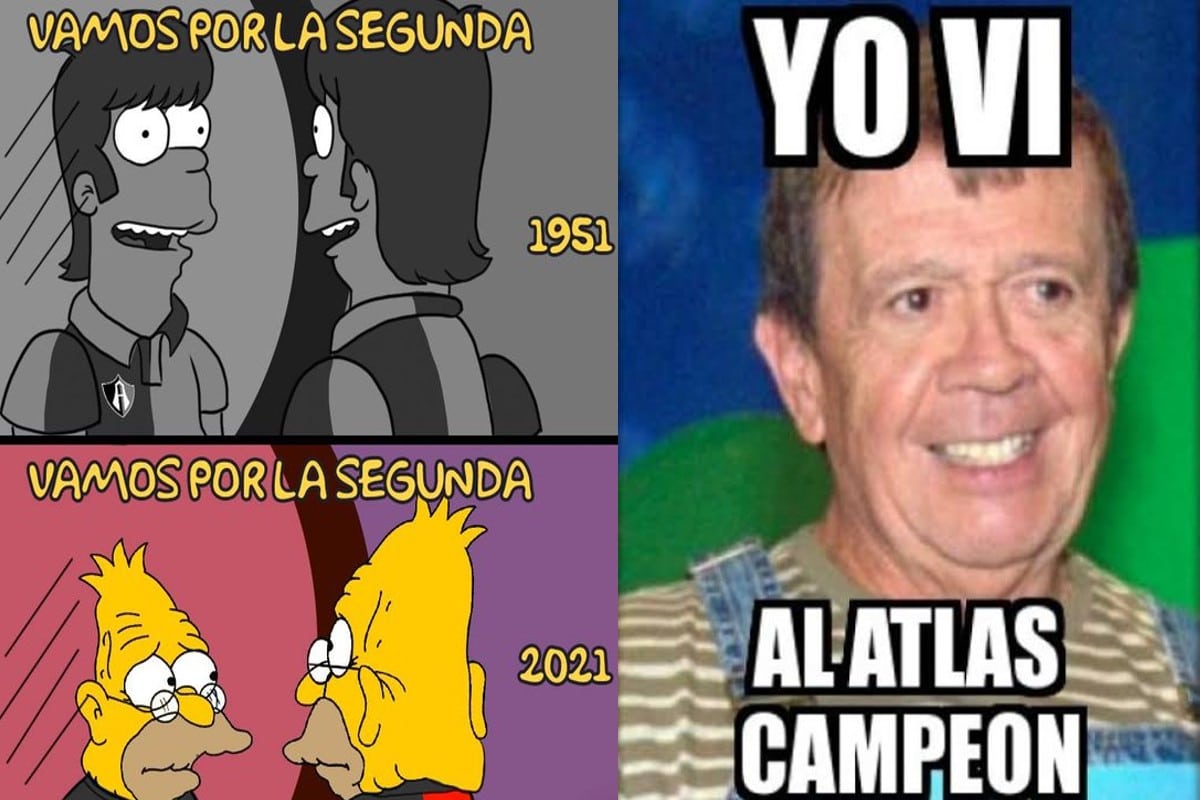 VAMOS POR LA SEGUNDA
1951
A
VAMOS POR LA SEGUNDA
2021
YO VI
AL ATLAS
CAMPEON